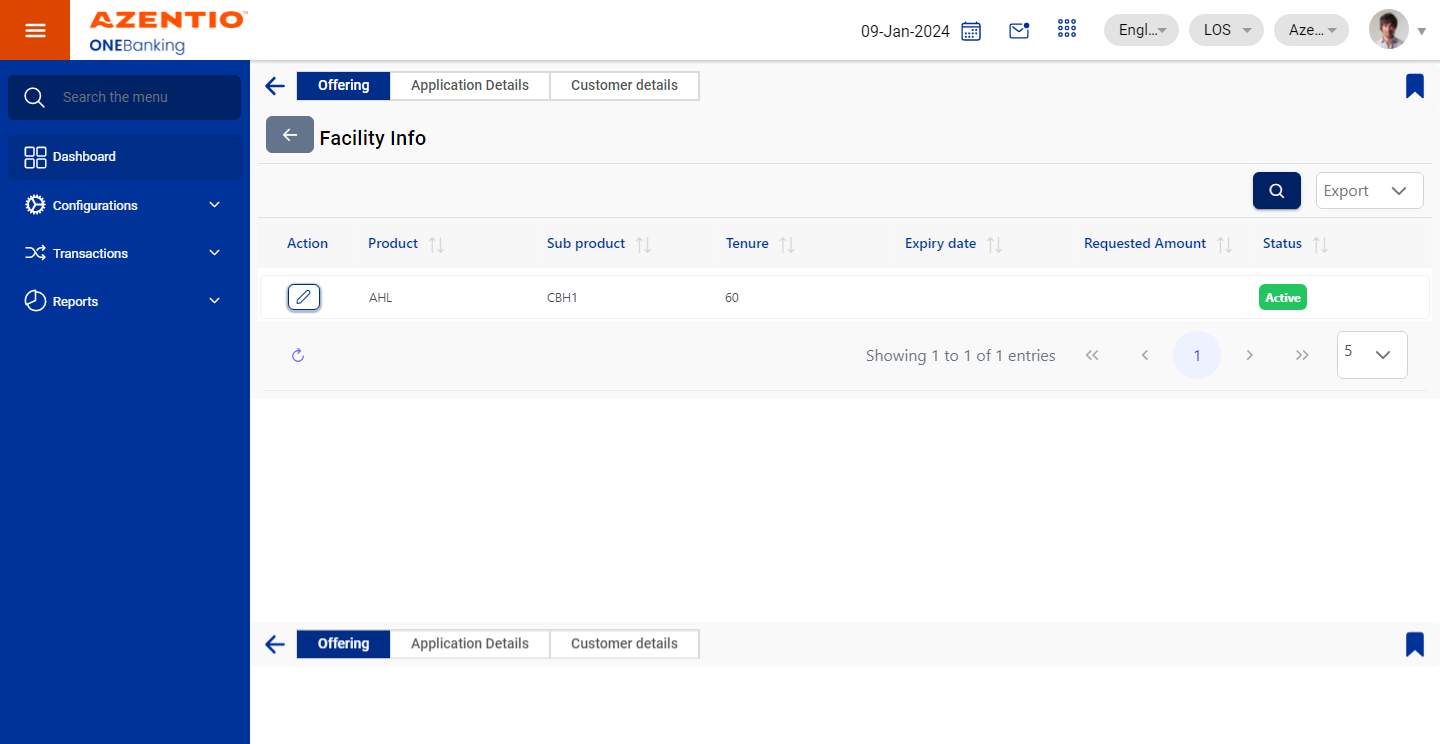 AZENTIO™
ONEBanking
09-Jan-2024
Engl...
LOS
Aze...
Search the menu
Dashboard
Configurations
Transactions
Reports
Offering Application Details Customer details
Facility Info
Export
Action Product Sub product Tenure Expiry date Requested Amount Status
AHL CBH1 60 Active
Showing 1 to 1 of 1 entries 1 5
Offering Application Details Customer details